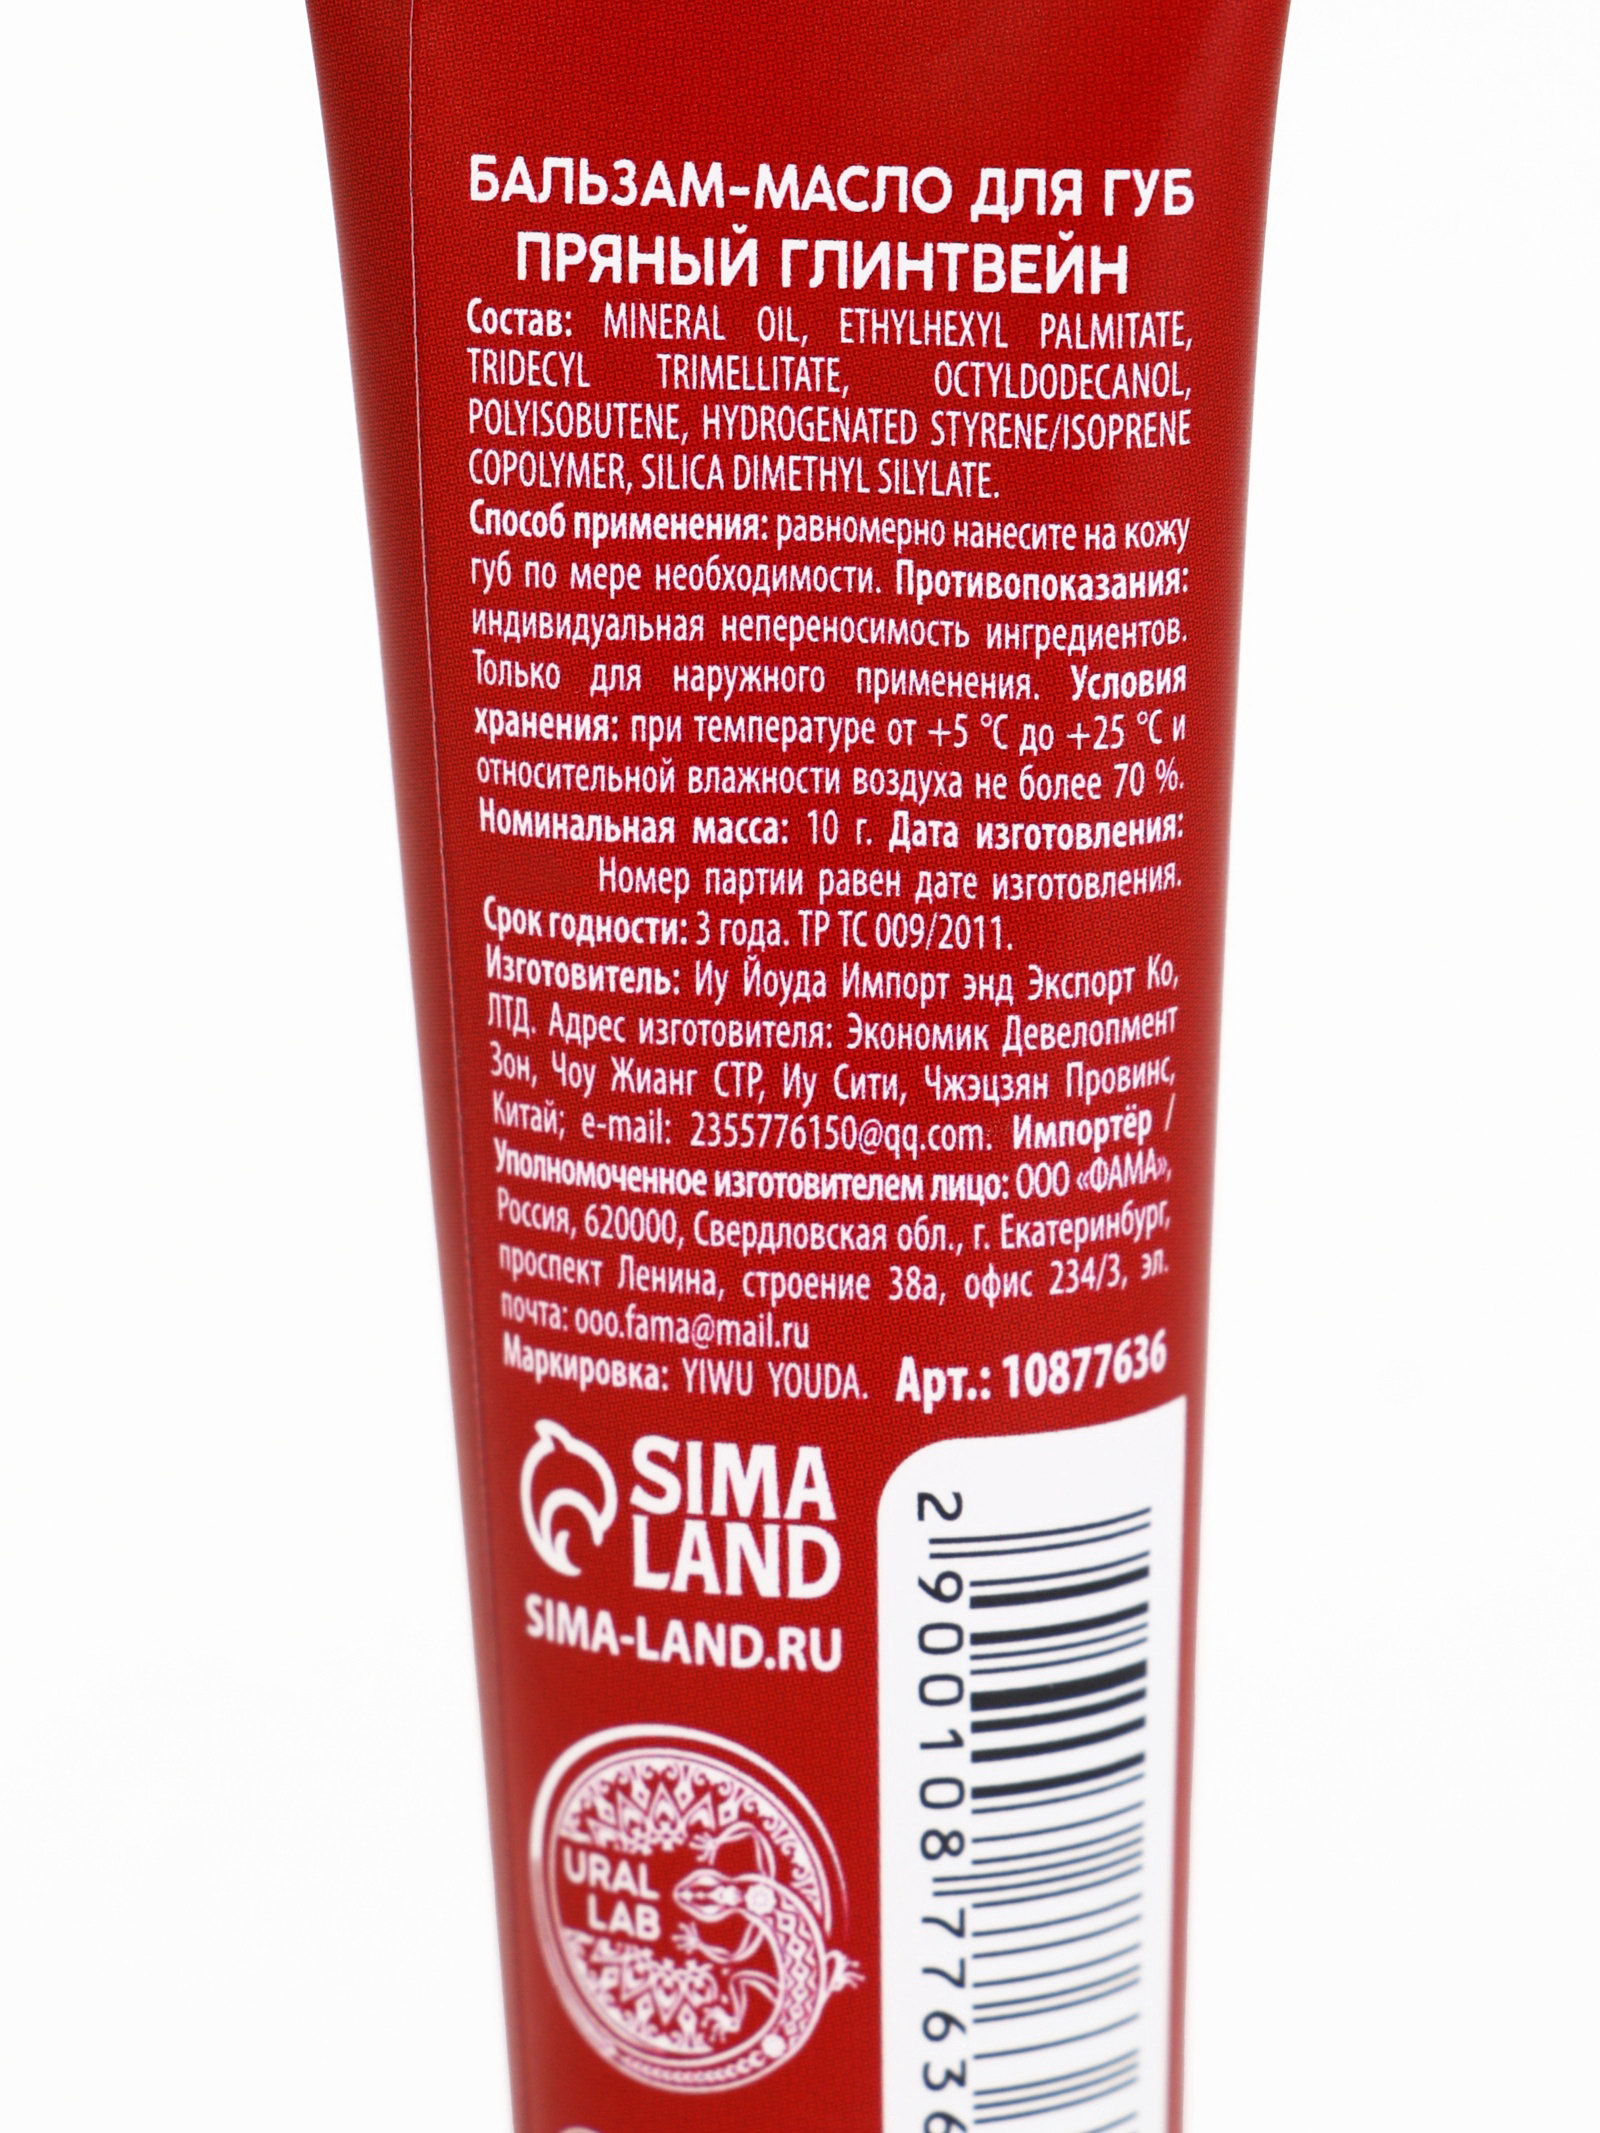 БАЛЬЗАМ-МАСЛО ДЛЯ ГУБ
ПРЯНЫЙ ГЛИНТВЕЙН
Состав: MINERAL OIL, ETHYLHEXYL PALMITATE,
TRIDECYL TRIMELLITATE, OCTYLDODECANOL,
POLYISOBUTENE, HYDROGENATED STYRENE/ISOPRENE
COPOLYMER, SILICA DIMETHYL SILYLATE.
Способ применения: равномерно нанесите на кожу
губ по мере необходимости. Противопоказания:
индивидуальная непереносимость ингредиентов.
Только для наружного применения. Условия
хранения: при температуре от +5 °C до +25 °C и
относительной влажности воздуха не более 70 %.
Номинальная масса: 10 г. Дата изготовления:
Номер партии равен дате изготовления.
Срок годности: 3 года. ТР ТС 009/2011.
Изготовитель: Иу Йоуда Импорт энд Экспорт Ко,
ЛТД. Адрес изготовителя: Экономик Девелопмент
Зон, Чоу Жианг СТР, Иу Сити, Чжэцзян Провинс,
Китай; e-mail: 2355776150@qq.com. Импортёр /
Уполномоченное изготовителем лицо: ООО «ФАМА»,
Россия, 620000, Свердловская обл., г. Екатеринбург,
проспект Ленина, строение 38а, офис 234/3, эл.
почта: ooo.fama@mail.ru
Маркировка: YIWU YOUDA. Арт.: 10877636
SIMA
LAND
SIMA-LAND.RU
URAL
LAB
2 900108 776366